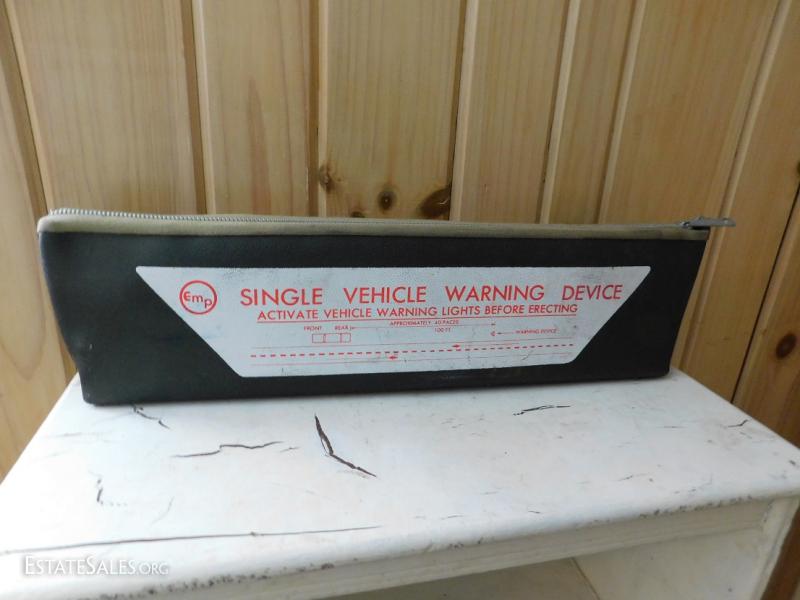 Emp
SINGLE VEHICLE WARNING DEVICE
ACTIVATE VEHICLE WARNING LIGHTS BEFORE ERECTING
FRONT REAR APPROXIMATELY 40 PACES
100 FT WARNING DEVICE
ESTATESALES.ORG